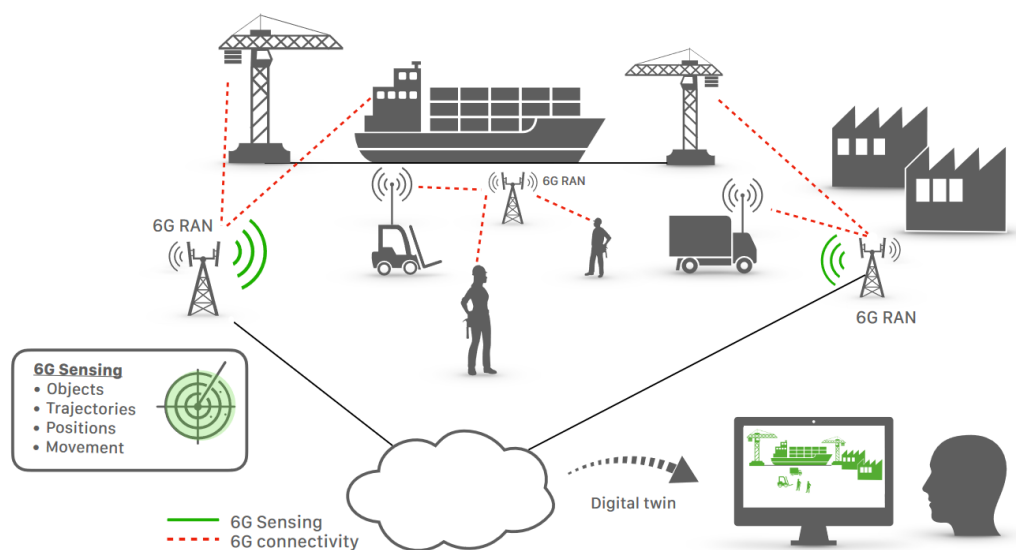 6G RAN
6G RAN
6G RAN
6G Sensing
• Objects
• Trajectories
• Positions
• Movement
Digital twin
6G Sensing
6G connectivity